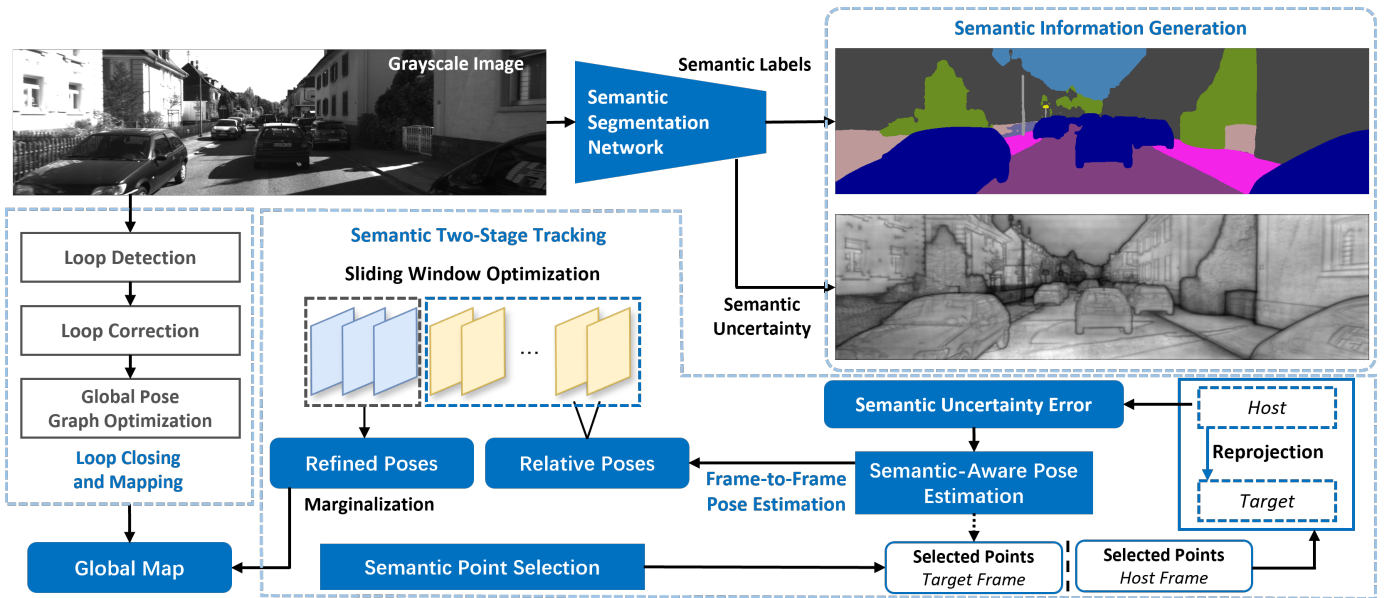 Semantic Information Generation
Grayscale Image
Semantic Labels
Semantic
Segmentation
Network
Semantic
Uncertainty
Loop Detection
Loop Correction
Global Pose
Graph Optimization
Loop Closing
and Mapping
Global Map
Semantic Two-Stage Tracking
Sliding Window Optimization
...
Refined Poses
Marginalization
Relative Poses
Frame-to-Frame
Pose Estimation
Semantic Uncertainty Error
Semantic-Aware Pose
Estimation
Host
Reprojection
Target
Semantic Point Selection
Selected Points
Target Frame
Selected Points
Host Frame